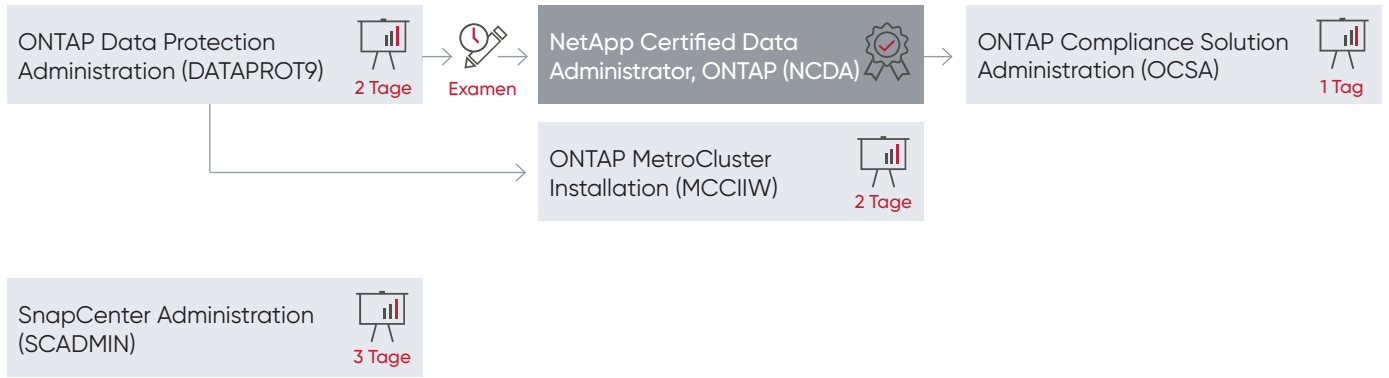 ONTAP Data Protection
Administration (DATAPROT9)
2 Tage
Examen
NetApp Certified Data
Administrator, ONTAP (NCDA)
ONTAP Compliance Solution
Administration (OCSA)
1 Tag
ONTAP MetroCluster
Installation (MCCIIW)
2 Tage
SnapCenter Administration
(SCADMIN)
3 Tage